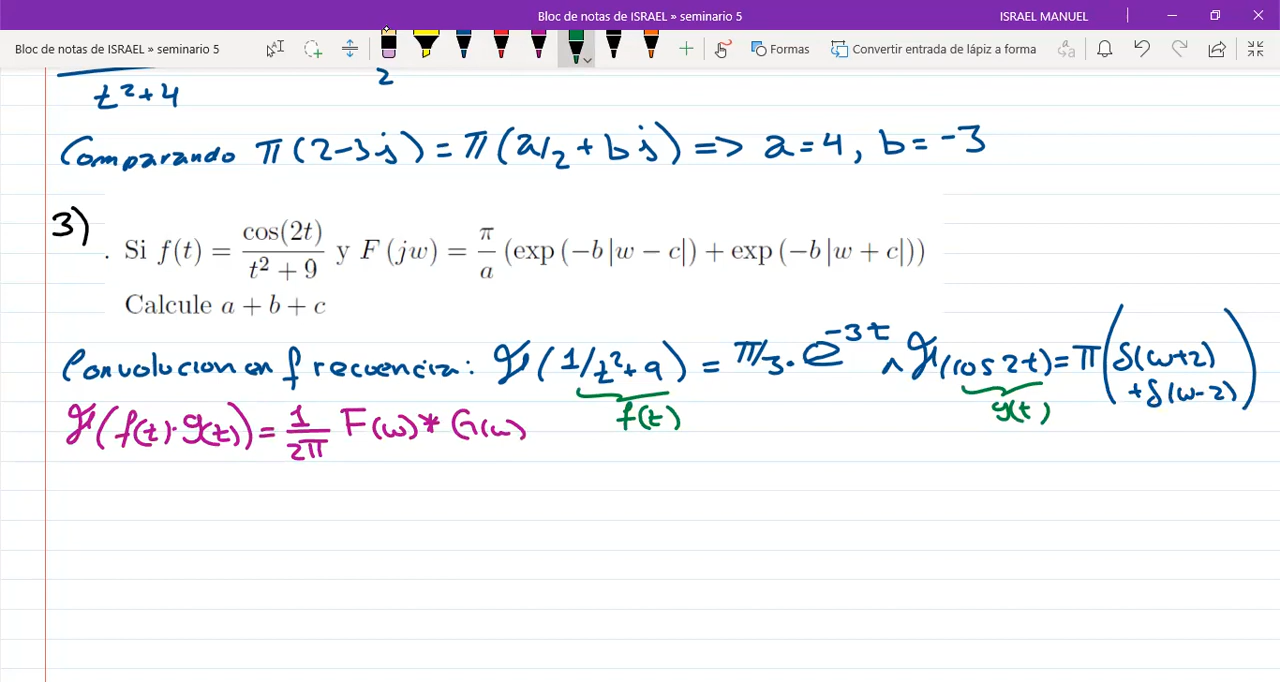 Bloc de notas de ISRAEL » seminario 5
ISRAEL MANUEL
Bloc de notas de ISRAEL » seminario 5
Formas
Convertir entrada de lápiz a forma
t²+4
2
Comparando π(2-3j) = π(a/2 + bj) => a=4, b=-3
3)
. Si f(t) = cos(2t)/(t² + 9) y F(jw) = π/a (exp(-b|w - c|) + exp(-b|w + c|))
Calcule a + b + c
Convolucion en frecuencia: ℱ(1/t²+9) = π/3 · e^(-3t) ∧ ℱ(cos 2t) = π(δ(w+2) + δ(w-2))
f(t)
g(t)
ℱ(f(t)·g(t)) = 1/2π F(w)* G(w)